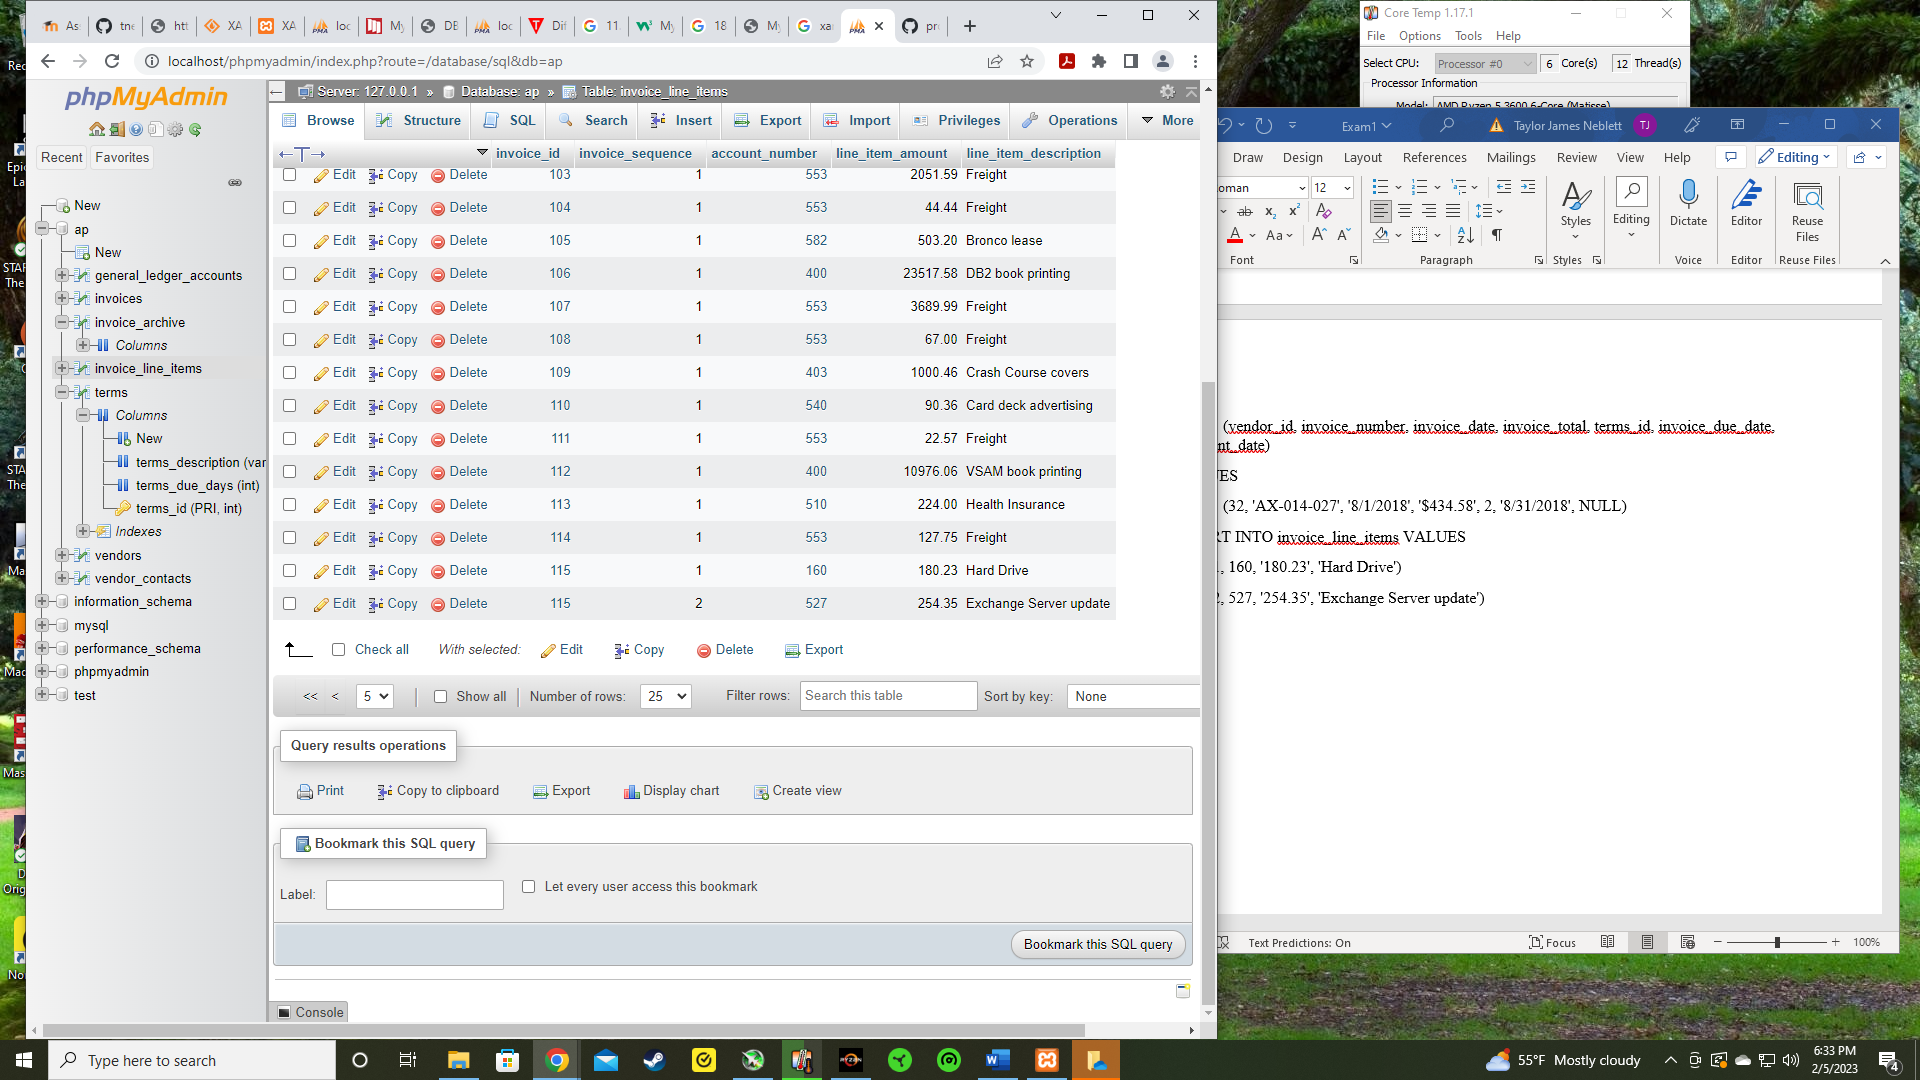 As
tne
htt
XA
XA
loc
My
DB
loc
Dif
11.
My
18
My
xar
pr
localhost/phpmyadmin/index.php?route=/database/sql&db=ap
phpMyAdmin
Recent Favorites
New
ap
New
general_ledger_accounts
invoices
invoice_archive
Columns
invoice_line_items
terms
Columns
New
terms_description (var
terms_due_days (int)
terms_id (PRI, int)
Indexes
vendors
vendor_contacts
information_schema
mysql
performance_schema
phpmyadmin
test
Server: 127.0.0.1 » Database: ap » Table: invoice_line_items
Browse Structure SQL Search Insert Export Import Privileges Operations More
invoice_id invoice_sequence account_number line_item_amount line_item_description
Edit Copy Delete 103 1 553 2051.59 Freight
Edit Copy Delete 104 1 553 44.44 Freight
Edit Copy Delete 105 1 582 503.20 Bronco lease
Edit Copy Delete 106 1 400 23517.58 DB2 book printing
Edit Copy Delete 107 1 553 3689.99 Freight
Edit Copy Delete 108 1 553 67.00 Freight
Edit Copy Delete 109 1 403 1000.46 Crash Course covers
Edit Copy Delete 110 1 540 90.36 Card deck advertising
Edit Copy Delete 111 1 553 22.57 Freight
Edit Copy Delete 112 1 400 10976.06 VSAM book printing
Edit Copy Delete 113 1 510 224.00 Health Insurance
Edit Copy Delete 114 1 553 127.75 Freight
Edit Copy Delete 115 1 160 180.23 Hard Drive
Edit Copy Delete 115 2 527 254.35 Exchange Server update
Check all With selected: Edit Copy Delete Export
<< < 5 Show all Number of rows: 25 Filter rows: Search this table Sort by key: None
Query results operations
Print Copy to clipboard Export Display chart Create view
Bookmark this SQL query
Label: Let every user access this bookmark
Bookmark this SQL query
Console
Core Temp 1.17.1
File Options Tools Help
Select CPU: Processor #0 6 Core(s) 12 Thread(s)
Processor Information
Model: AMD Ryzen 5 3600 6-Core (Matisse)
Exam1 Taylor James Neblett TJ
Draw Design Layout References Mailings Review View Help Editing
oman 12
Styles Editing Dictate Editor Reuse Files
Font Paragraph Styles Voice Editor Reuse Files
(vendor_id, invoice_number, invoice_date, invoice_total, terms_id, invoice_due_date,
nt_date)
UES
(32, 'AX-014-027', '8/1/2018', '$434.58', 2, '8/31/2018', NULL)
RT INTO invoice_line_items VALUES
, 160, '180.23', 'Hard Drive')
2, 527, '254.35', 'Exchange Server update')
Text Predictions: On Focus 100%
Type here to search
55°F Mostly cloudy
6:33 PM
2/5/2023
4